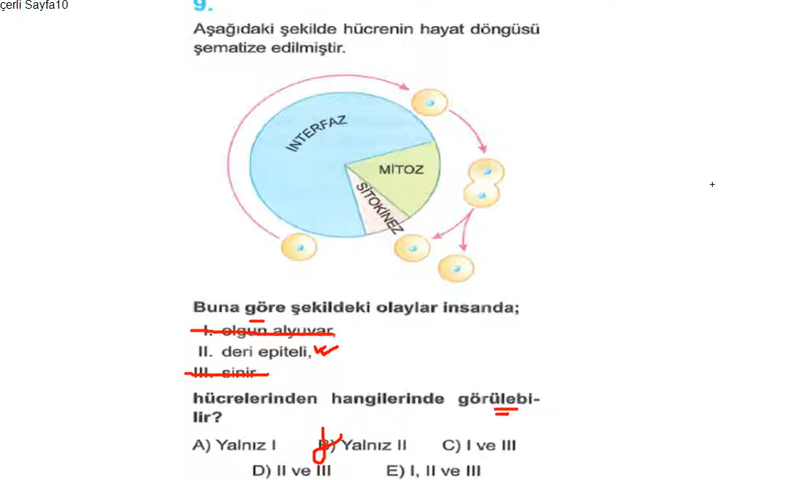 çerli Sayfa10
9.
Aşağıdaki şekilde hücrenin hayat döngüsü
şematize edilmiştir.
İNTERFAZ
MİTOZ
SİTOKİNEZ
Buna göre şekildeki olaylar insanda;
I. olgun alyuvar,
II. deri epiteli,
III. sinir
hücrelerinden hangilerinde görülebi-
lir?
A) Yalnız I B) Yalnız II C) I ve III
D) II ve III E) I, II ve III